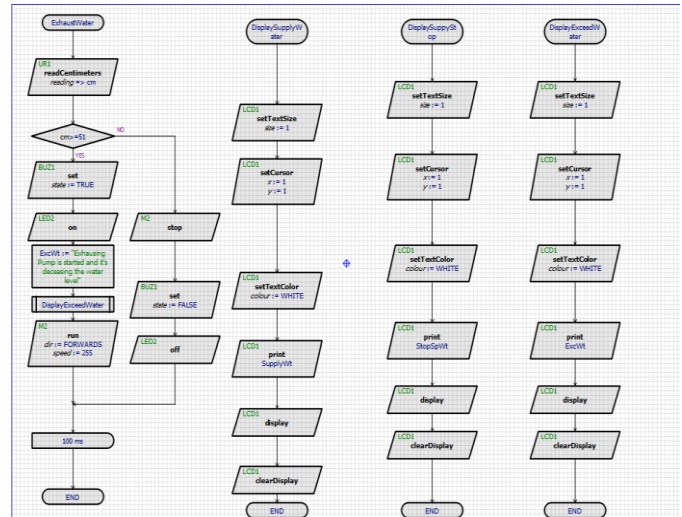 ExhaustWater
UR1
readCentimeters
reading => cm
cm>=51
NO
YES
BUZ1
set
state := TRUE
LED2
on
ExcWt := "Exhausing
Pump is started and it's
deceasing the water
level"
DisplayExceedWater
M2
run
dir := FORWARDS
speed := 255
100 ms
END
M2
stop
BUZ1
set
state := FALSE
LED2
off
DisplaySupplyW
ater
LCD1
setTextSize
size := 1
LCD1
setCursor
x := 1
y := 1
LCD1
setTextColor
colour := WHITE
LCD1
print
SupplyWt
LCD1
display
LCD1
clearDisplay
END
DisplaySuppySt
op
LCD1
setTextSize
size := 1
LCD1
setCursor
x := 1
y := 1
LCD1
setTextColor
colour := WHITE
LCD1
print
StopSpWt
LCD1
display
LCD1
clearDisplay
END
DisplayExceedW
ater
LCD1
setTextSize
size := 1
LCD1
setCursor
x := 1
y := 1
LCD1
setTextColor
colour := WHITE
LCD1
print
ExcWt
LCD1
display
LCD1
clearDisplay
END